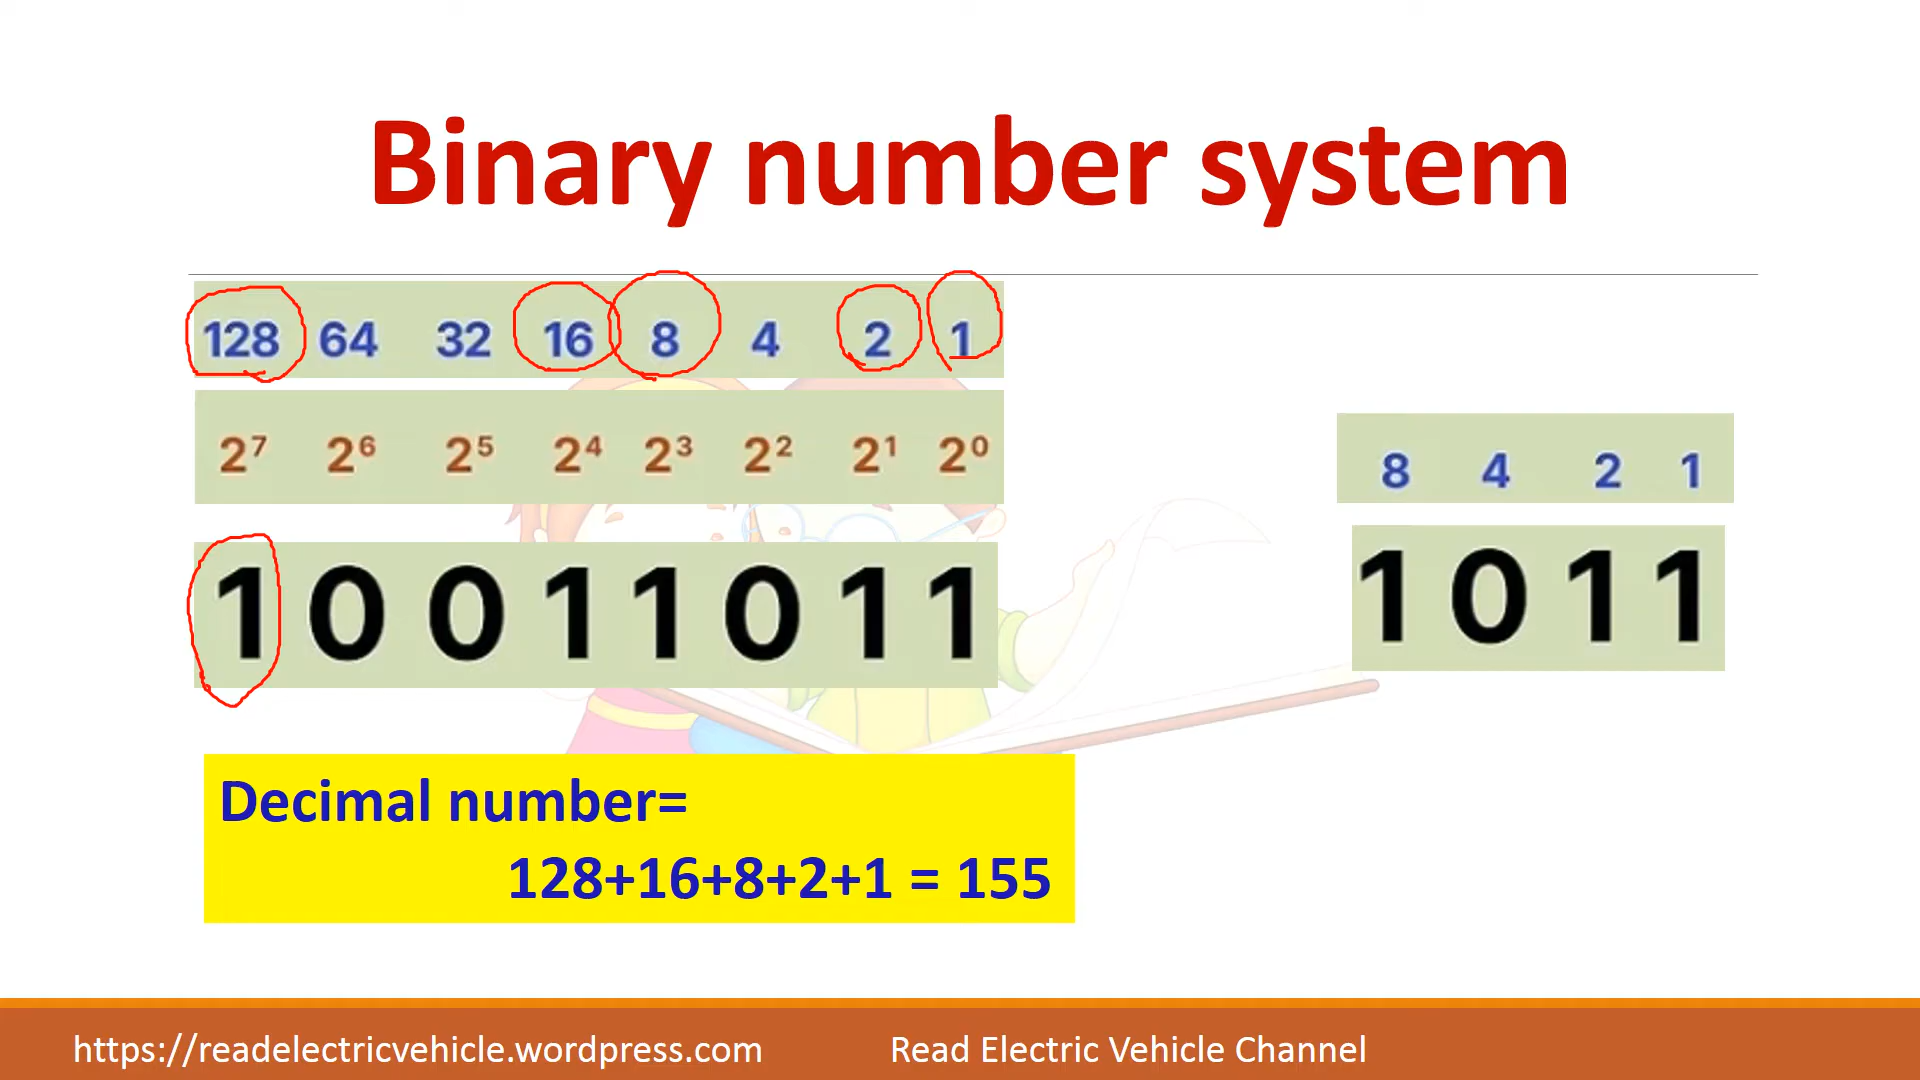 Binary number system
128 64 32 16 8 4 2 1
2⁷ 2⁶ 2⁵ 2⁴ 2³ 2² 2¹ 2⁰
1 0 0 1 1 0 1 1
8 4 2 1
1 0 1 1
Decimal number=
128+16+8+2+1 = 155
https://readelectricvehicle.wordpress.com
Read Electric Vehicle Channel